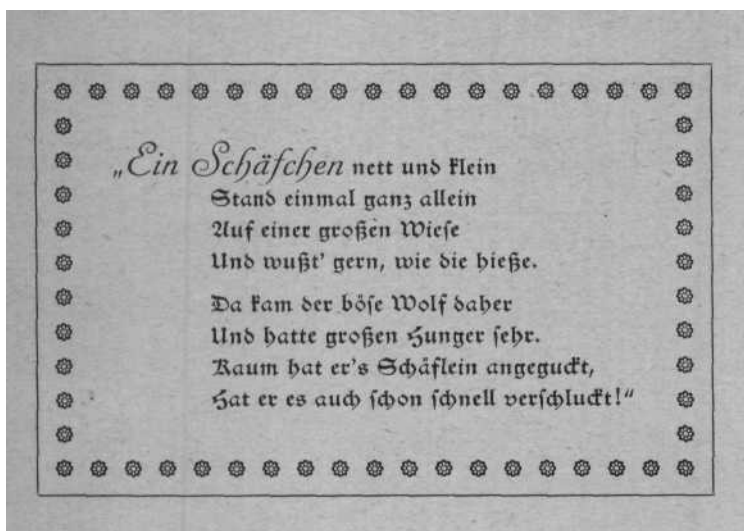 „Ein Schäfchen nett und klein
Stand einmal ganz allein
Auf einer großen Wiese
Und wußt' gern, wie die hieße.
Da kam der böse Wolf daher
Und hatte großen Hunger sehr.
Kaum hat er's Schäflein angeguckt,
Hat er es auch schon schnell verschluckt!“